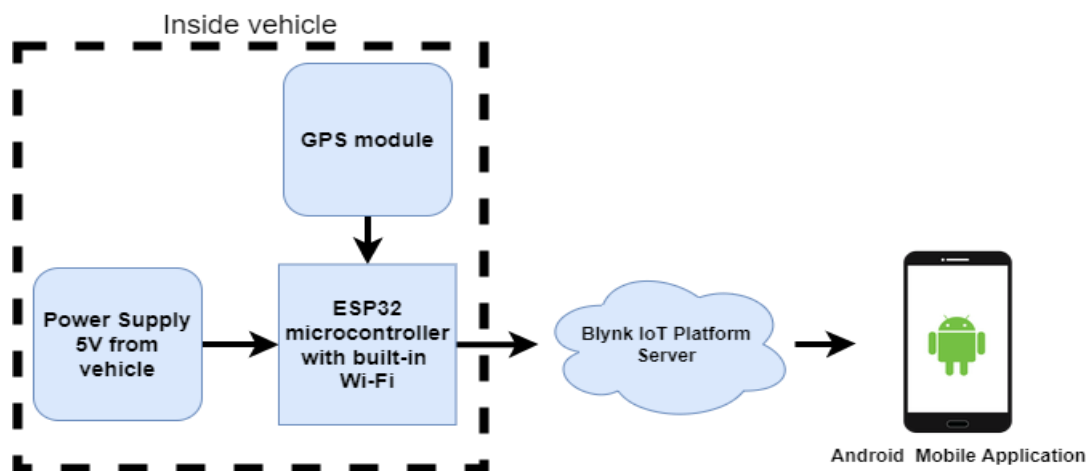 Inside vehicle
GPS module
Power Supply
5V from
vehicle
ESP32
microcontroller
with built-in
Wi-Fi
Blynk IoT Platform
Server
Android  Mobile Application